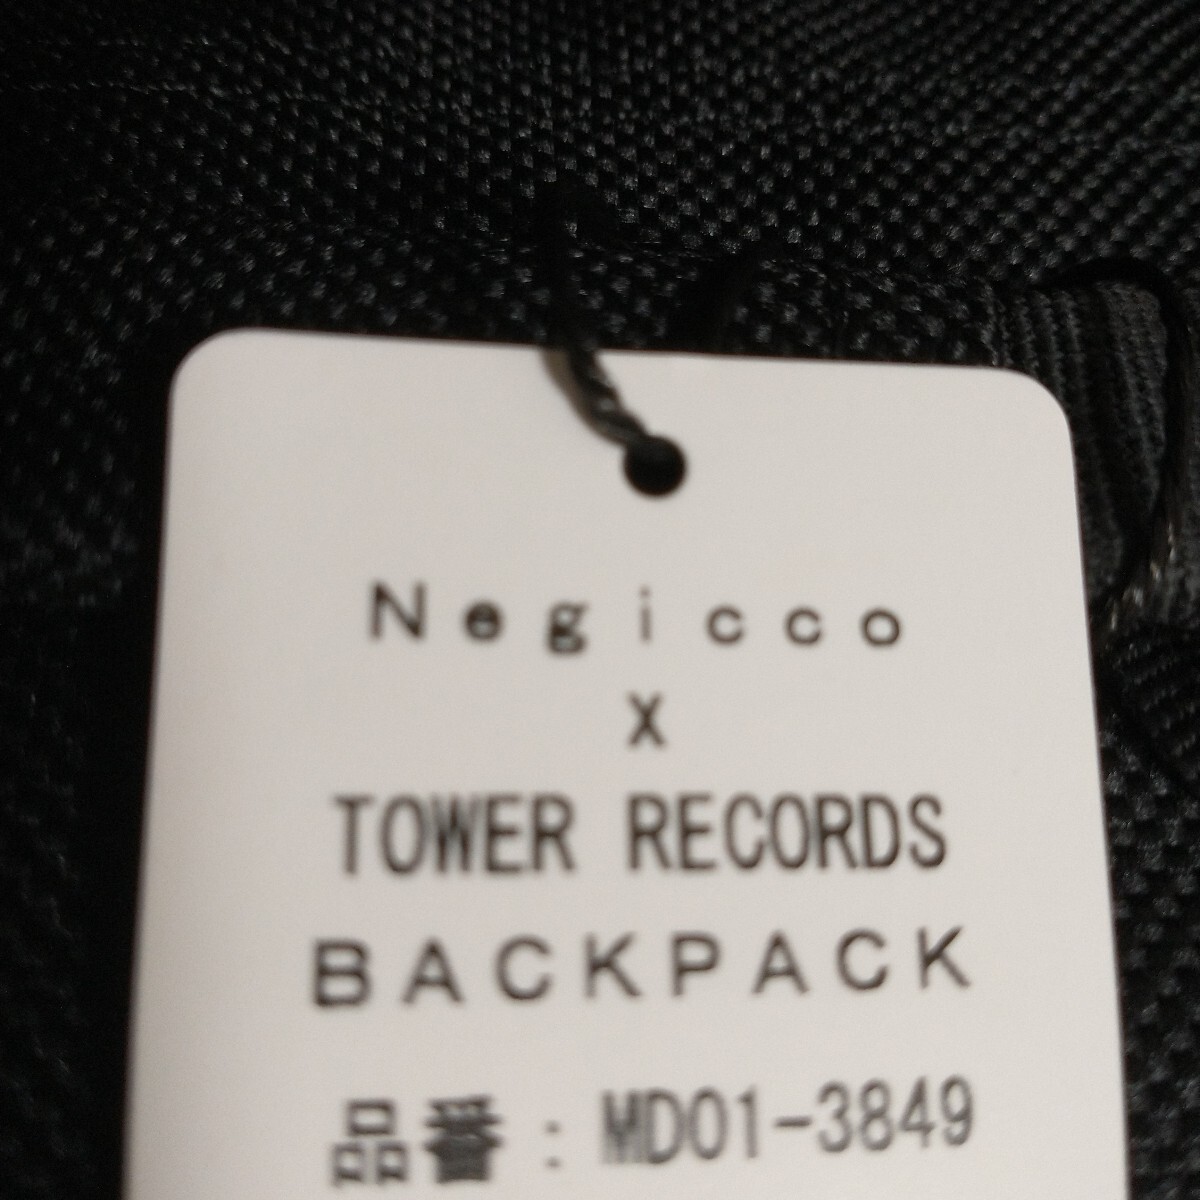 Negicco
X
TOWER RECORDS
BACKPACK
品番：MD01-3849